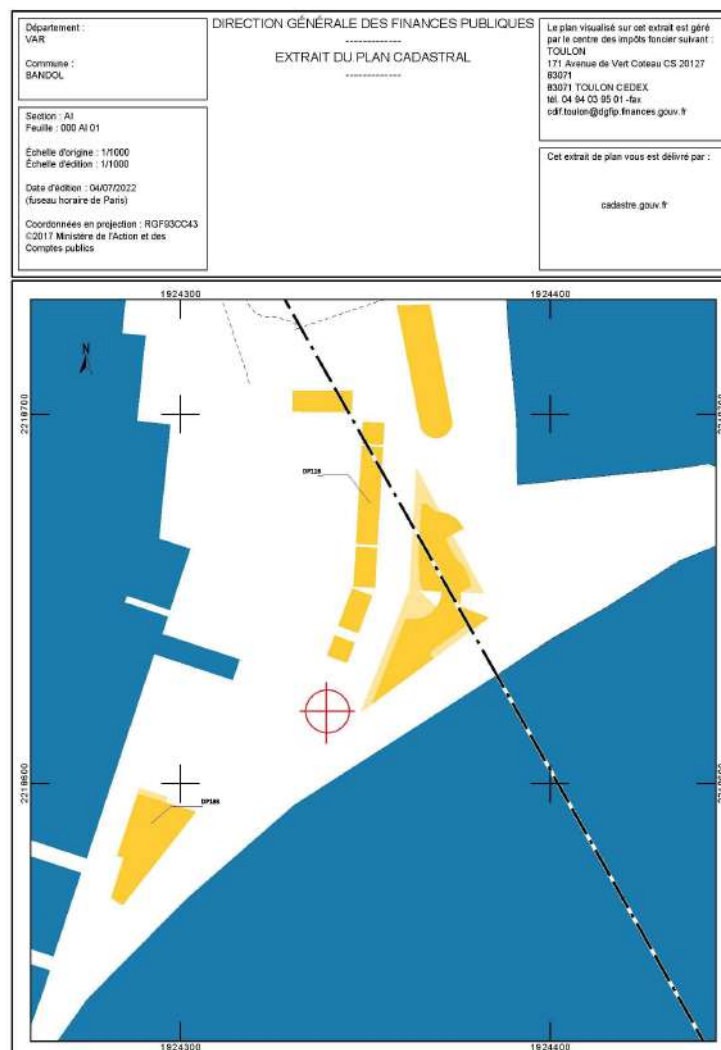 Département :
VAR
Commune :
BANDOL
Section : AI
Feuille : 000 AI 01
Échelle d'origine : 1/1000
Échelle d'édition : 1/1000
Date d'édition : 04/07/2022
(fuseau horaire de Paris)
Coordonnées en projection : RGF93CC43
©2017 Ministère de l'Action et des
Comptes publics
DIRECTION GÉNÉRALE DES FINANCES PUBLIQUES
-------------
EXTRAIT DU PLAN CADASTRAL
-------------
Le plan visualisé sur cet extrait est géré
par le centre des impôts foncier suivant :
TOULON
171 Avenue de Vert Coteau CS 20127
83071
83071 TOULON CEDEX
tél. 04 94 03 95 01 -fax
cdif.toulon@dgfip.finances.gouv.fr
Cet extrait de plan vous est délivré par :
cadastre.gouv.fr
1924300
1924400
N
2218700
2218700
2218600
2218600
1924300
1924400